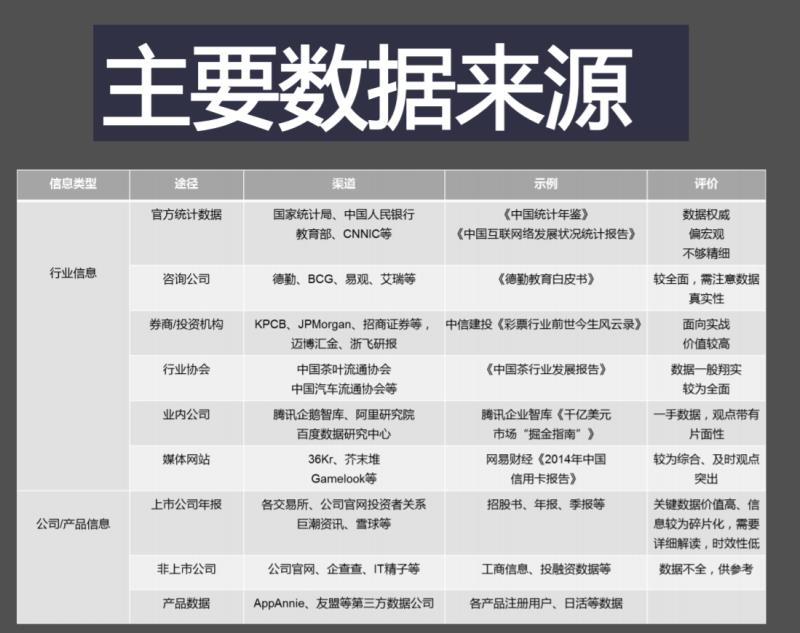 主要数据来源
信息类型 途径 渠道 示例 评价
行业信息
官方统计数据 国家统计局、中国人民银行 《中国统计年鉴》 数据权威
教育部、CNNIC等 《中国互联网络发展状况统计报告》 偏宏观
不够精细
咨询公司 德勤、BCG、易观、艾瑞等 《德勤教育白皮书》 较全面，需注意数据
真实性
券商/投资机构 KPCB、JPMorgan、招商证券等， 中信建投《彩票行业前世今生风云录》 面向实战
迈博汇金、浙飞研报 价值较高
行业协会 中国茶叶流通协会 《中国茶行业发展报告》 数据一般翔实
中国汽车流通协会等 较为全面
业内公司 腾讯企鹅智库、阿里研究院 腾讯企业智库《千亿美元 一手数据，观点带有
百度数据研究中心 市场“掘金指南”》 片面性
媒体网站 36Kr、芥末堆 网易财经《2014年中国 较为综合、及时观点
Gamelook等 信用卡报告》 突出
公司/产品信息
上市公司年报 各交易所、公司官网投资者关系 招股书、年报、季报等 关键数据价值高、信
巨潮资讯、雪球等 息较为碎片化，需要
详细解读，时效性低
非上市公司 公司官网、企查查、IT精子等 工商信息、投融资数据等 数据不全，供参考
产品数据 AppAnnie、友盟等第三方数据公司 各产品注册用户、日活等数据